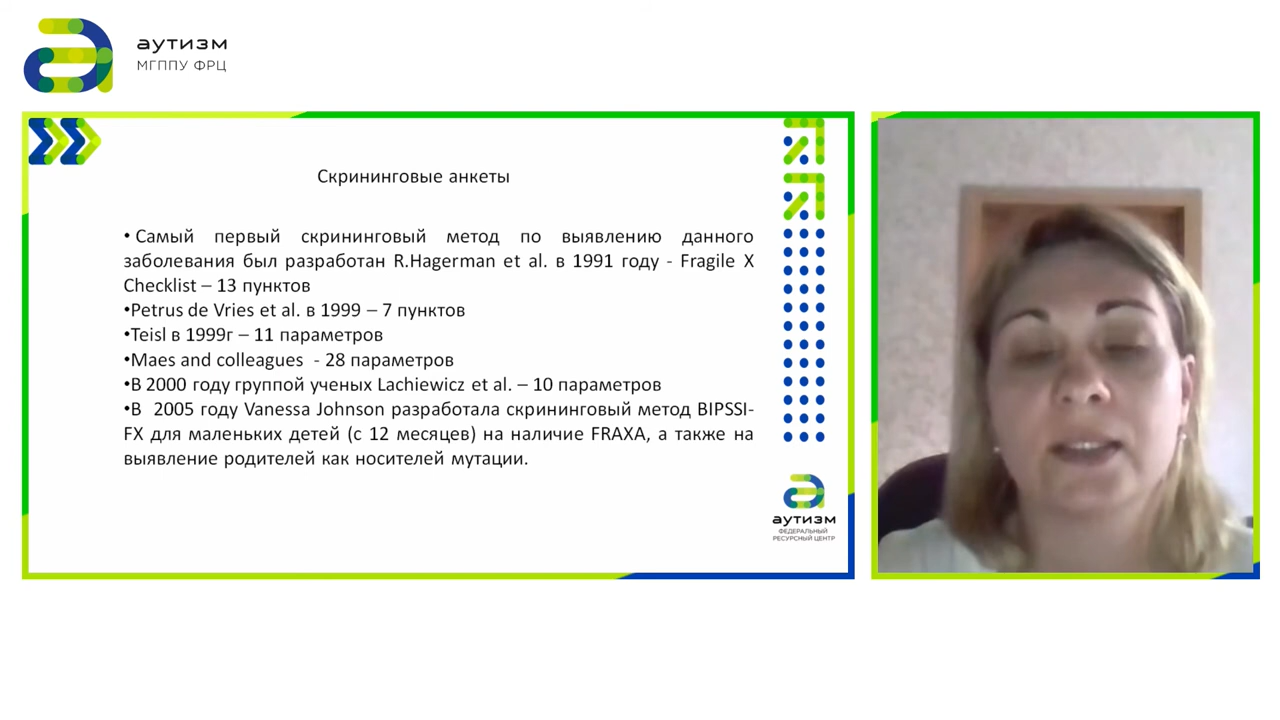 аутизм
МГППУ ФРЦ
Скрининговые анкеты
• Самый первый скрининговый метод по выявлению данного
заболевания был разработан R.Hagerman et al. в 1991 году - Fragile X
Checklist – 13 пунктов
•Petrus de Vries et al. в 1999 – 7 пунктов
•Teisl в 1999г – 11 параметров
•Maes and colleagues - 28 параметров
•В 2000 году группой ученых Lachiewicz et al. – 10 параметров
•В 2005 году Vanessa Johnson разработала скрининговый метод BIPSSI-
FX для маленьких детей (с 12 месяцев) на наличие FRAXA, а также на
выявление родителей как носителей мутации.
аутизм
ФЕДЕРАЛЬНЫЙ
РЕСУРСНЫЙ ЦЕНТР